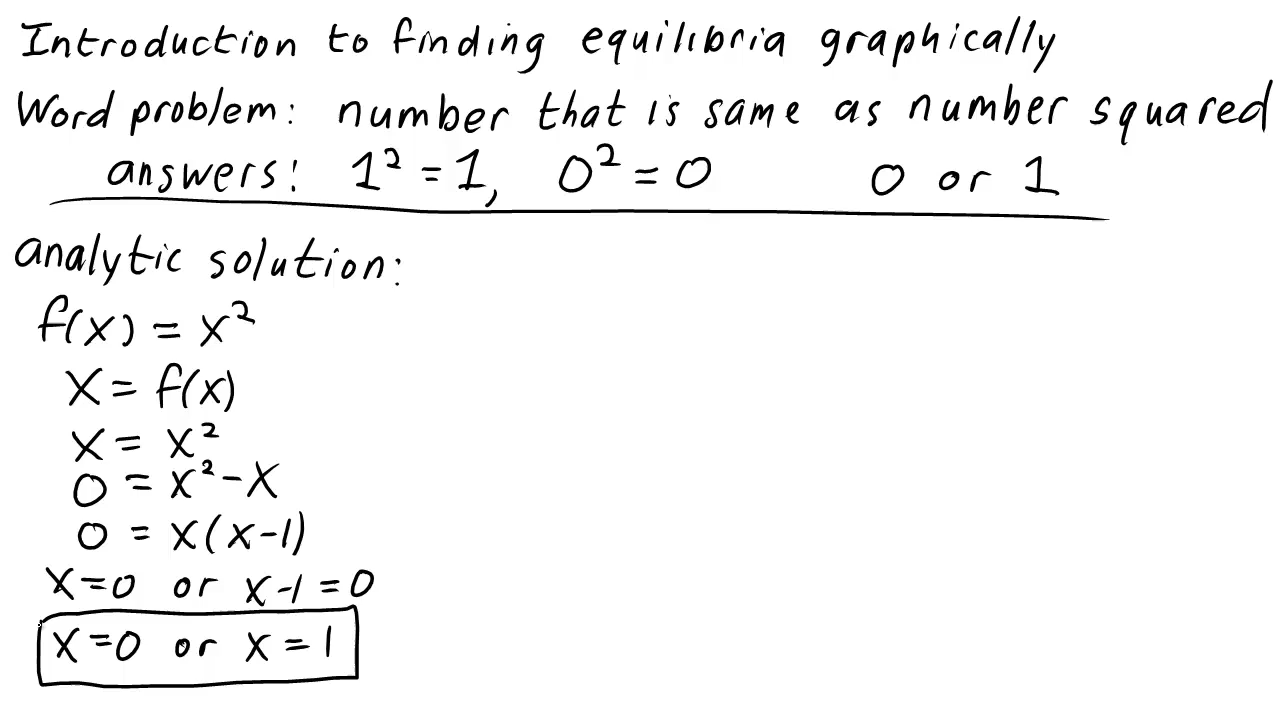 Introduction to finding equilibria graphically
Word problem: number that is same as number squared
answers: 1² = 1, 0² = 0 0 or 1
analytic solution:
f(x) = x²
x = f(x)
x = x²
0 = x² - x
0 = x(x-1)
x=0 or x-1=0
x=0 or x=1